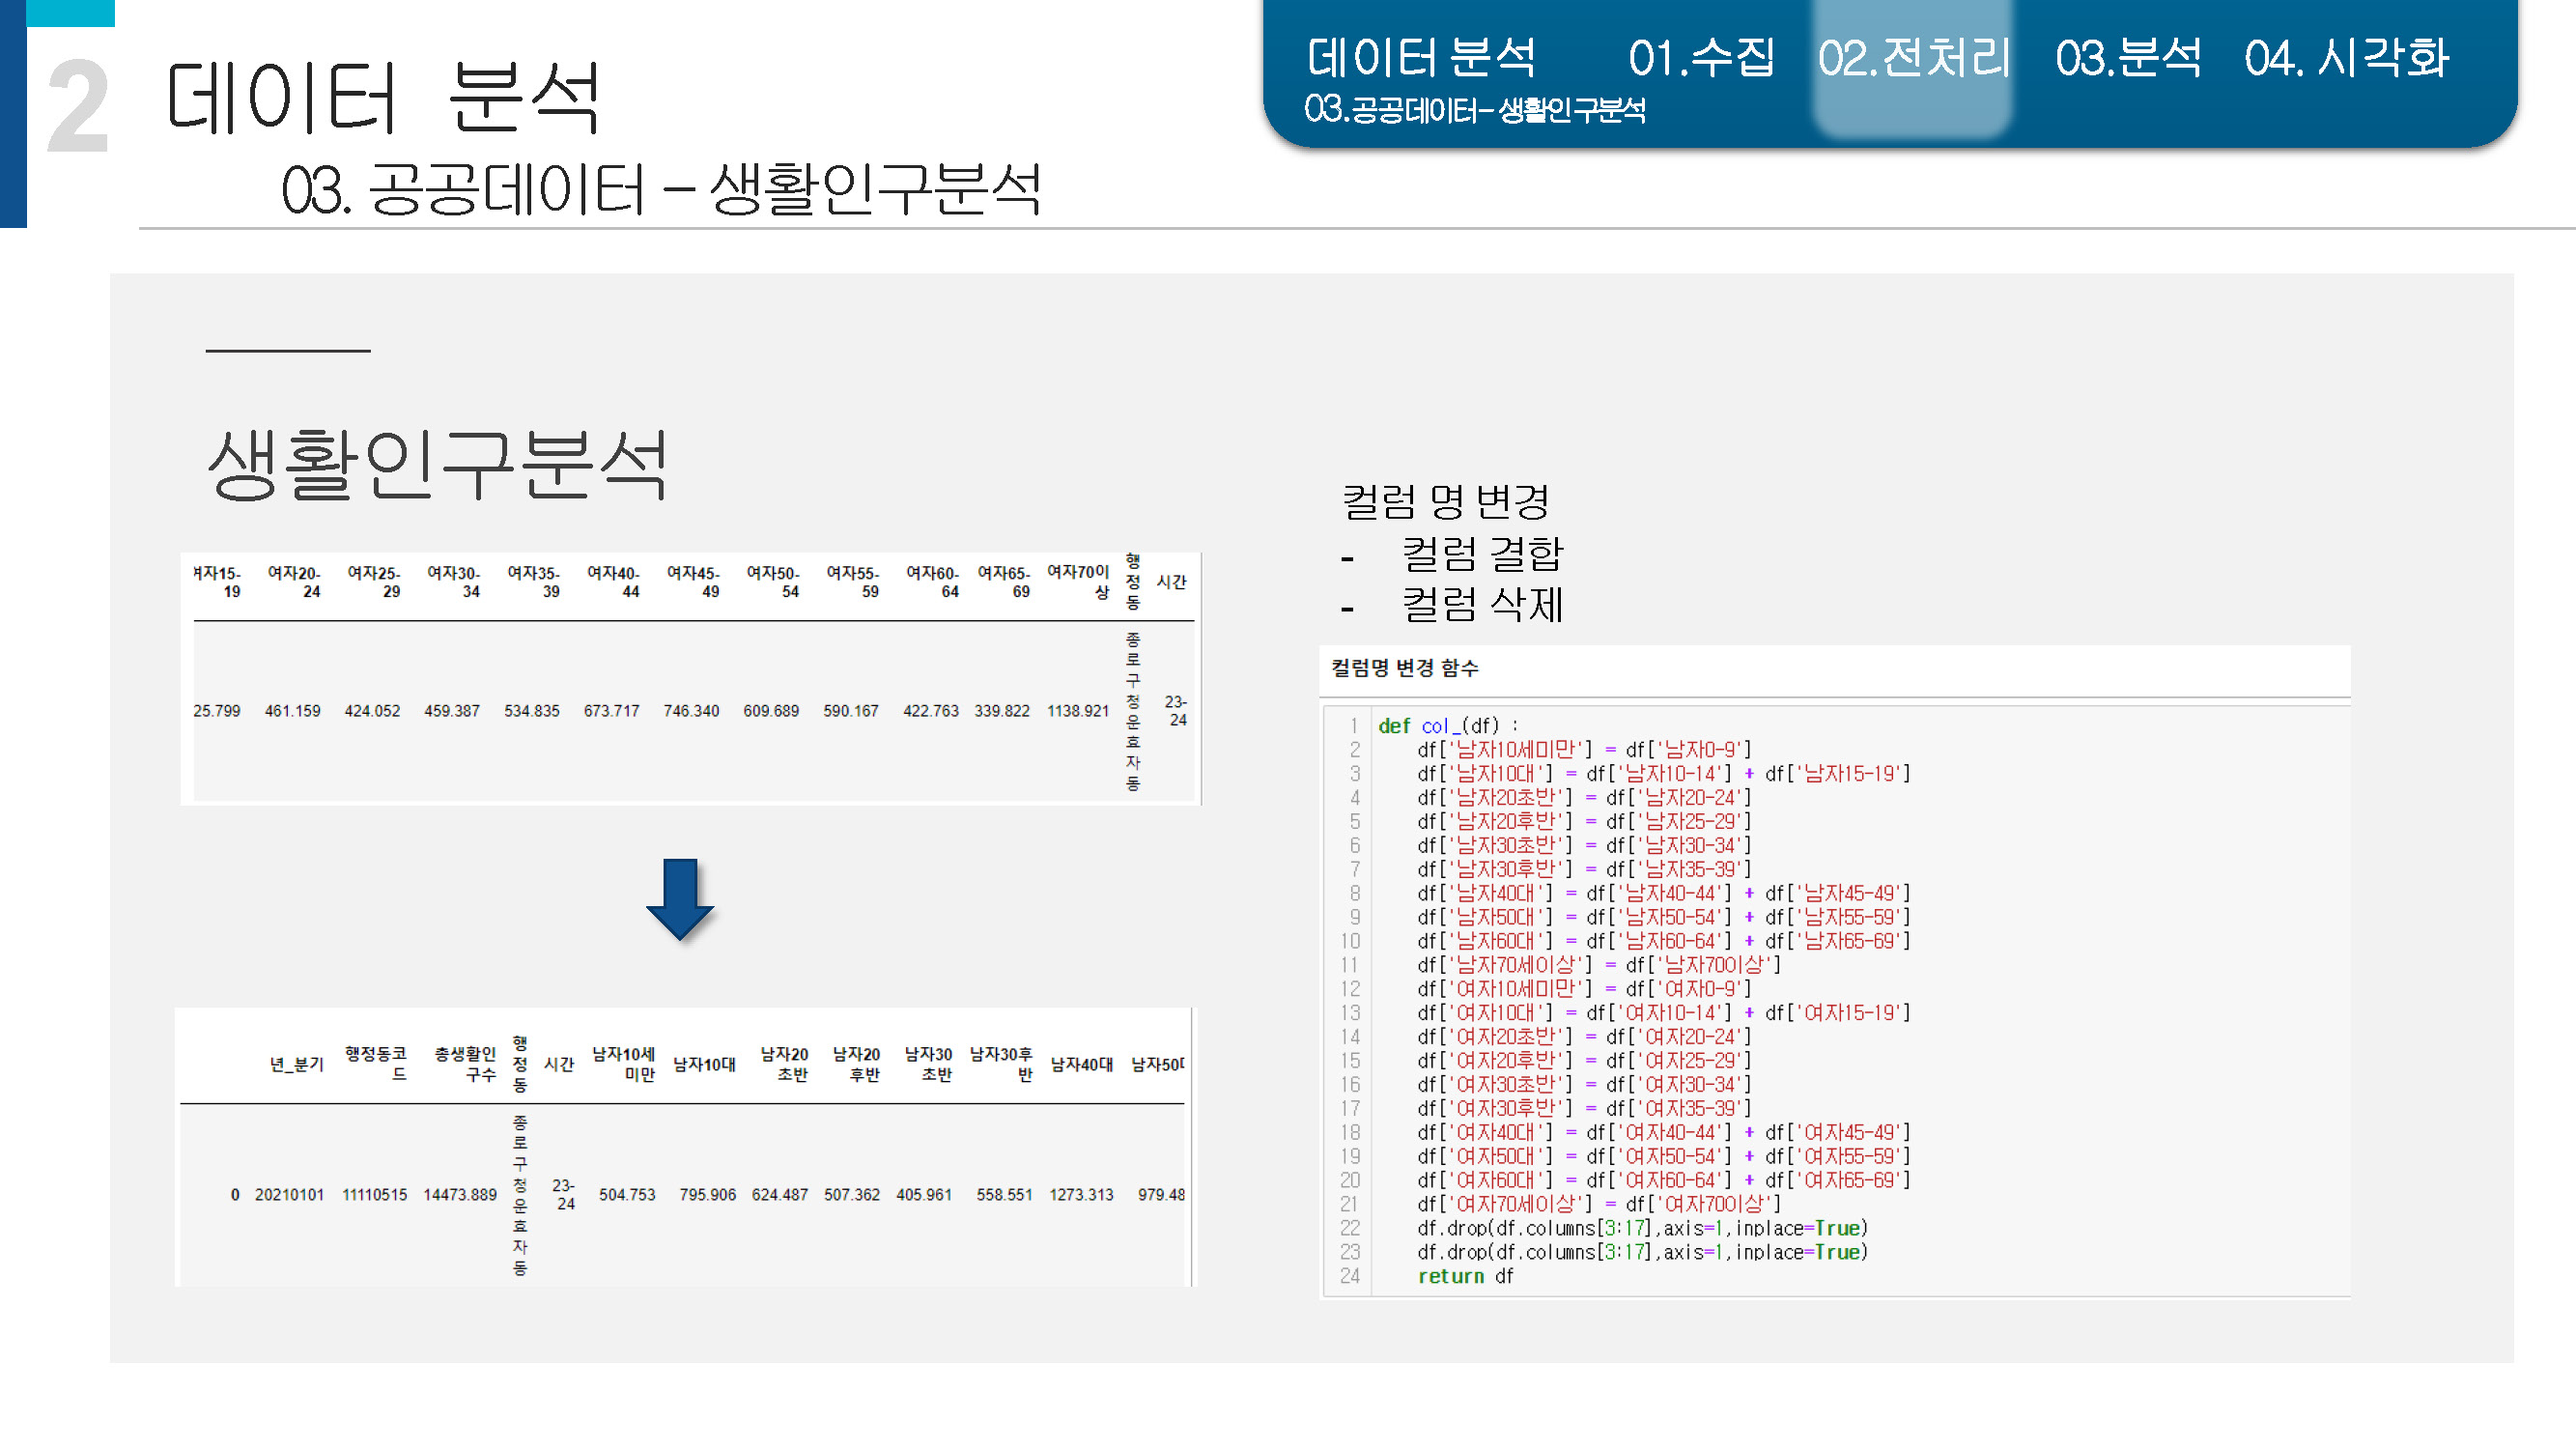 2 데이터 분석
03. 공공데이터 – 생활인구분석
데이터 분석 01.수집 02.전처리 03.분석 04. 시각화
03.공공데이터– 생활인구분석
생활인구분석
여자15-19 여자20-24 여자25-29 여자30-34 여자35-39 여자40-44 여자45-49 여자50-54 여자55-59 여자60-64 여자65-69 여자70이상 행정동 시간
25.799 461.159 424.052 459.387 534.835 673.717 746.340 609.689 590.167 422.763 339.822 1138.921 종로구청운효자동 23-24
년_분기 행정동코드 총생활인구수 행정동 시간 남자10세미만 남자10대 남자20초반 남자20후반 남자30초반 남자30후반 남자40대 남자50대
0 20210101 11110515 14473.889 종로구청운효자동 23-24 504.753 795.906 624.487 507.362 405.961 558.551 1273.313 979.48
컬럼 명 변경
- 컬럼 결합
- 컬럼 삭제
컬럼명 변경 함수
1 def col_(df) :
2 df['남자10세미만'] = df['남자0-9']
3 df['남자10대'] = df['남자10-14'] + df['남자15-19']
4 df['남자20초반'] = df['남자20-24']
5 df['남자20후반'] = df['남자25-29']
6 df['남자30초반'] = df['남자30-34']
7 df['남자30후반'] = df['남자35-39']
8 df['남자40대'] = df['남자40-44'] + df['남자45-49']
9 df['남자50대'] = df['남자50-54'] + df['남자55-59']
10 df['남자60대'] = df['남자60-64'] + df['남자65-69']
11 df['남자70세이상'] = df['남자70이상']
12 df['여자10세미만'] = df['여자0-9']
13 df['여자10대'] = df['여자10-14'] + df['여자15-19']
14 df['여자20초반'] = df['여자20-24']
15 df['여자20후반'] = df['여자25-29']
16 df['여자30초반'] = df['여자30-34']
17 df['여자30후반'] = df['여자35-39']
18 df['여자40대'] = df['여자40-44'] + df['여자45-49']
19 df['여자50대'] = df['여자50-54'] + df['여자55-59']
20 df['여자60대'] = df['여자60-64'] + df['여자65-69']
21 df['여자70세이상'] = df['여자70이상']
22 df.drop(df.columns[3:17],axis=1,inplace=True)
23 df.drop(df.columns[3:17],axis=1,inplace=True)
24 return df